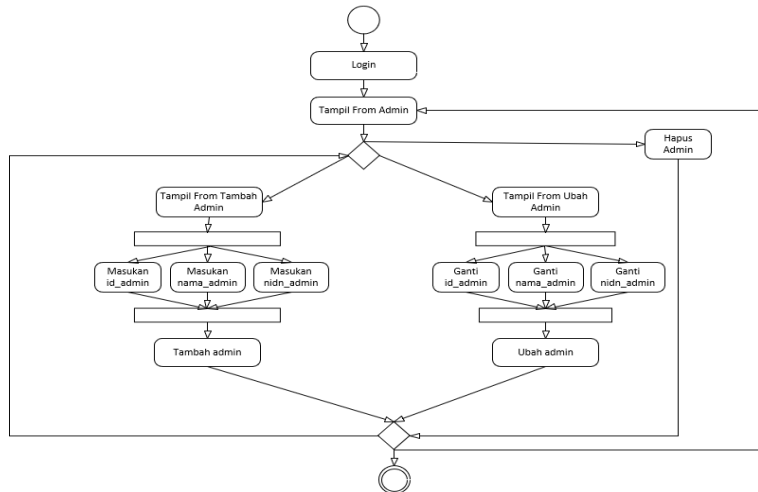 Login
Tampil From Admin
Hapus
Admin
Tampil From Tambah
Admin
Tampil From Ubah
Admin
Masukan
id_admin
Masukan
nama_admin
Masukan
nidn_admin
Ganti
id_admin
Ganti
nama_admin
Ganti
nidn_admin
Tambah admin
Ubah admin